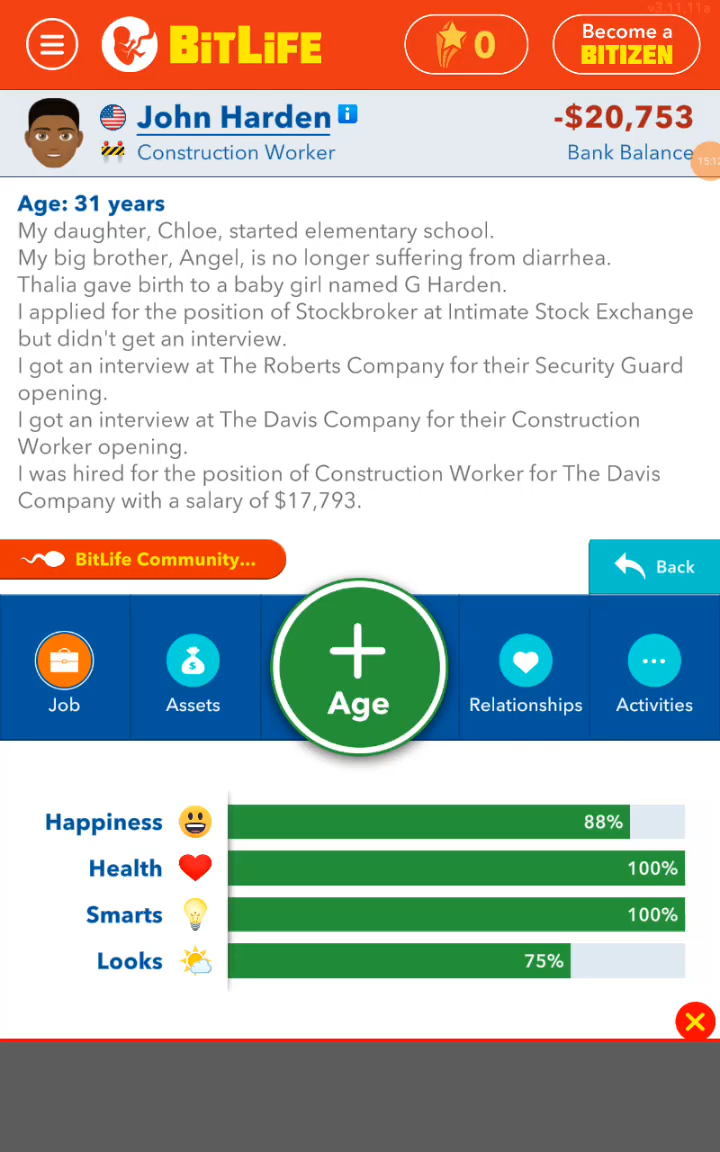 v3.11.11a
BITLIFE
0
Become a
BITIZEN
John Harden i
-$20,753
Construction Worker
Bank Balance
Age: 31 years
My daughter, Chloe, started elementary school.
My big brother, Angel, is no longer suffering from diarrhea.
Thalia gave birth to a baby girl named G Harden.
I applied for the position of Stockbroker at Intimate Stock Exchange
but didn't get an interview.
I got an interview at The Roberts Company for their Security Guard
opening.
I got an interview at The Davis Company for their Construction
Worker opening.
I was hired for the position of Construction Worker for The Davis
Company with a salary of $17,793.
BitLife Community...
Back
Job
Assets
Age
Relationships
Activities
Happiness 88%
Health 100%
Smarts 100%
Looks 75%